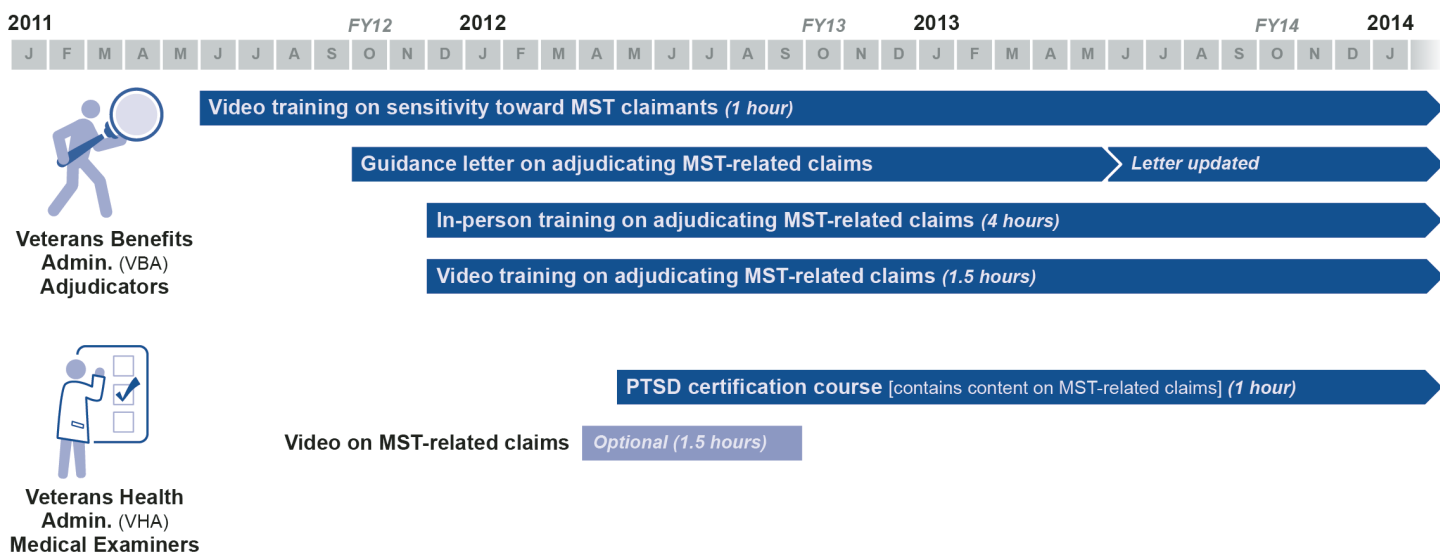 2011 FY12 2012 FY13 2013 FY14 2014
J F M A M J J A S O N D J F M A M J J A S O N D J F M A M J J A S O N D J
Video training on sensitivity toward MST claimants (1 hour)
Guidance letter on adjudicating MST-related claims Letter updated
In-person training on adjudicating MST-related claims (4 hours)
Video training on adjudicating MST-related claims (1.5 hours)
Veterans Benefits
Admin. (VBA)
Adjudicators
PTSD certification course [contains content on MST-related claims] (1 hour)
Video on MST-related claims Optional (1.5 hours)
Veterans Health
Admin. (VHA)
Medical Examiners